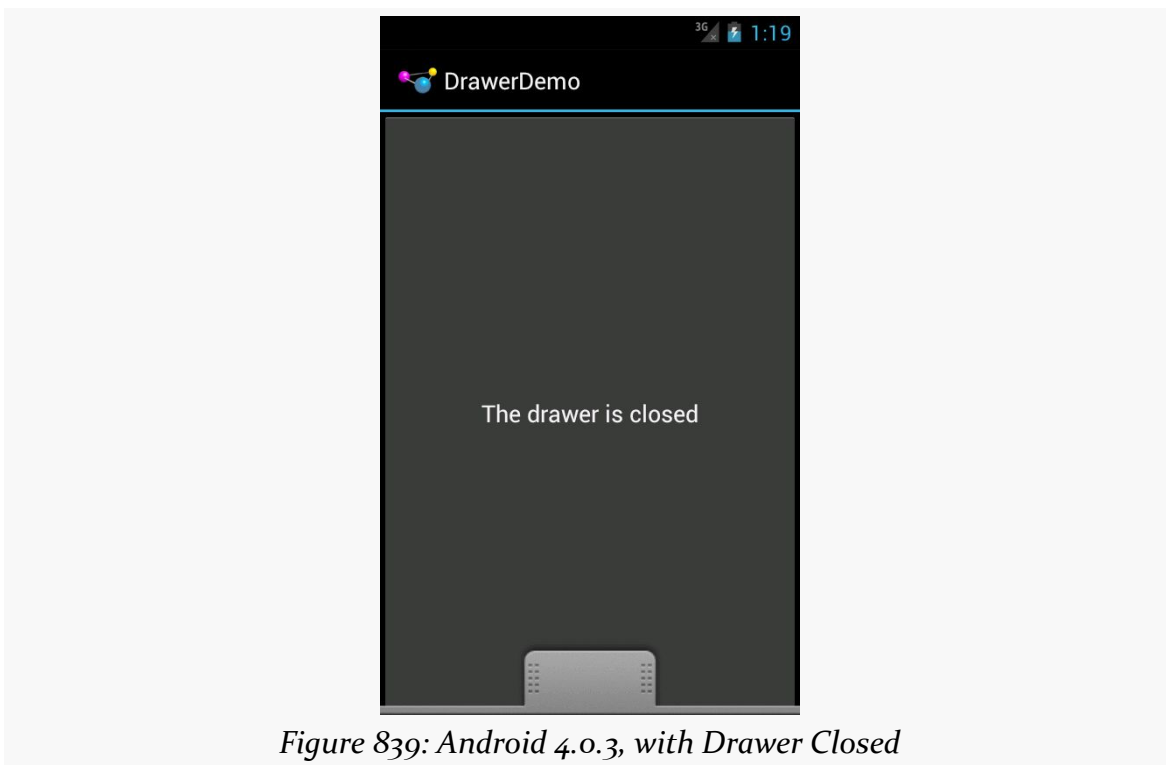 3G
1:19
DrawerDemo
The drawer is closed
Figure 839: Android 4.0.3, with Drawer Closed